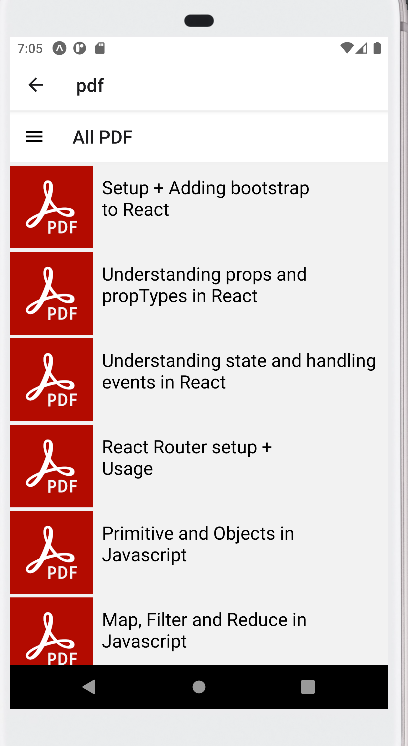 7:05
pdf
All PDF
PDF
Setup + Adding bootstrap
to React
PDF
Understanding props and
propTypes in React
PDF
Understanding state and handling
events in React
PDF
React Router setup +
Usage
PDF
Primitive and Objects in
Javascript
PDF
Map, Filter and Reduce in
Javascript